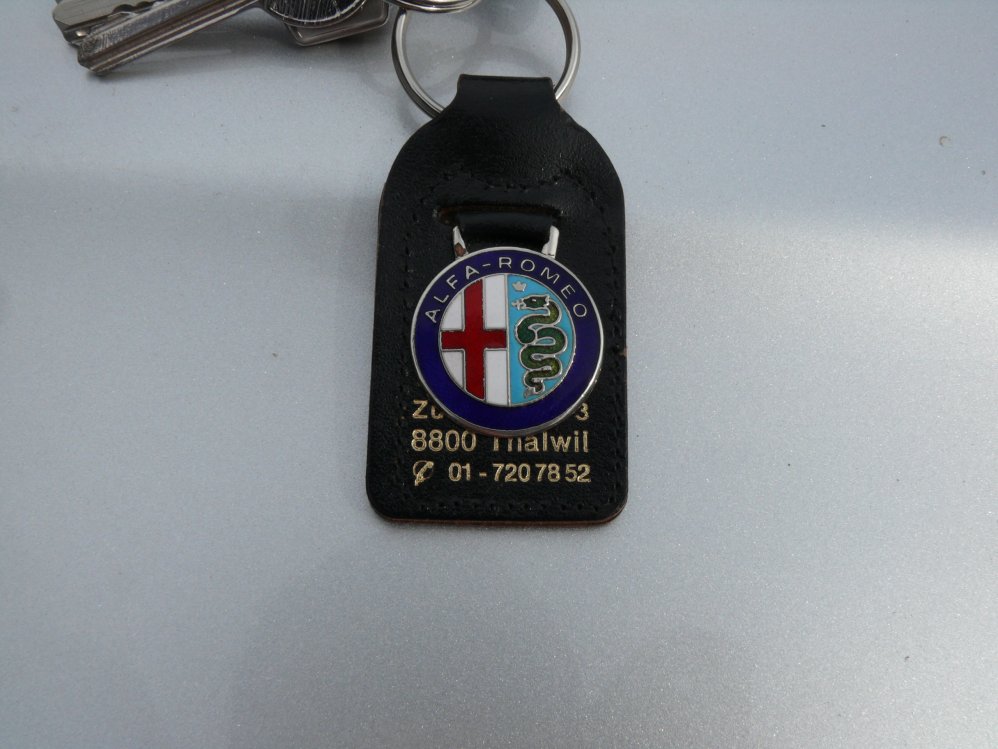 ALFA-ROMEO
8800 Thalwil
01 - 720 78 52